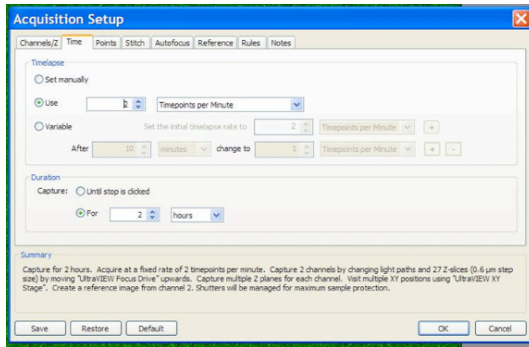 Acquisition Setup
Channels/Z Time Points Stitch Autofocus Reference Rules Notes
Timelapse
Set manually
Use 2 Timepoints per Minute
Variable Set the initial timelapse rate to 2 Timepoints per Minute +
After 10 minutes change to 1 Timepoints per Minute + -
Duration
Capture: Until stop is clicked
For 2 hours
Summary
Capture for 2 hours. Acquire at a fixed rate of 2 timepoints per minute. Capture 2 channels by changing light paths and 27 Z-slices (0.6 µm step
size) by moving "UltraVIEW Focus Drive" upwards. Capture multiple Z planes for each channel. Visit multiple XY positions using "UltraVIEW XY
Stage". Create a reference image from channel 2. Shutters will be managed for maximum sample protection.
Save Restore Default OK Cancel